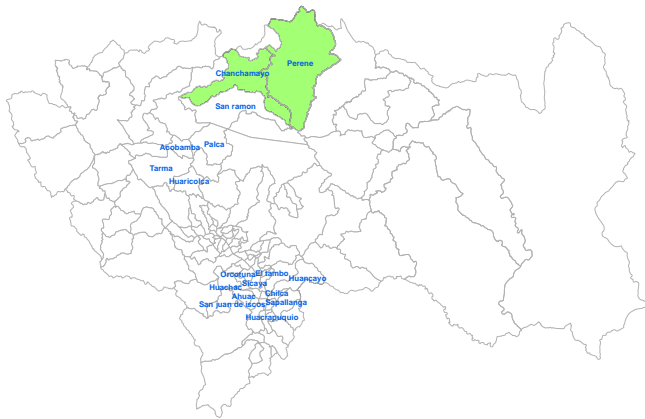 Perene
Chanchamayo
San ramon
Palca
Acobamba
Tarma
Huaricolca
Orcotuna
El tambo
Huancayo
Sicaya
Huachac
Chilca
Ahuac
San juan de iscos
Sapallanga
Huacrapuquio